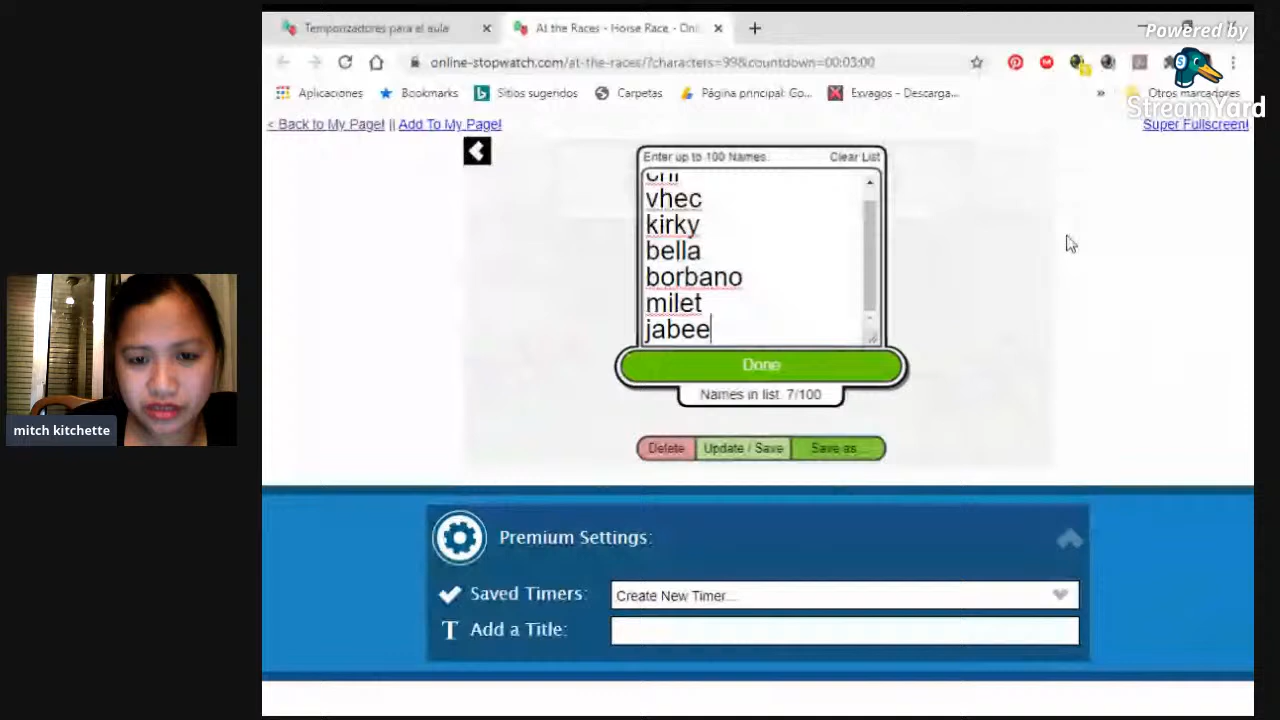 Temporizadores para el aula
At the Races - Horse Race - Onli
Powered by
online-stopwatch.com/at-the-races/?characters=99&countdown=00:03:00
Aplicaciones Bookmarks Sitios sugeridos Carpetas Página principal: Go... Exvagos - Descarga... » Otros marcadores
StreamYard
< Back to My Page! || Add To My Page!
Super Fullscreen!
Enter up to 100 Names. Clear List
vhec
kirky
bella
borbano
milet
jabee
Done
Names in list. 7/100
Delete Update / Save Save as...
mitch kitchette
Premium Settings:
Saved Timers: Create New Timer...
T Add a Title: